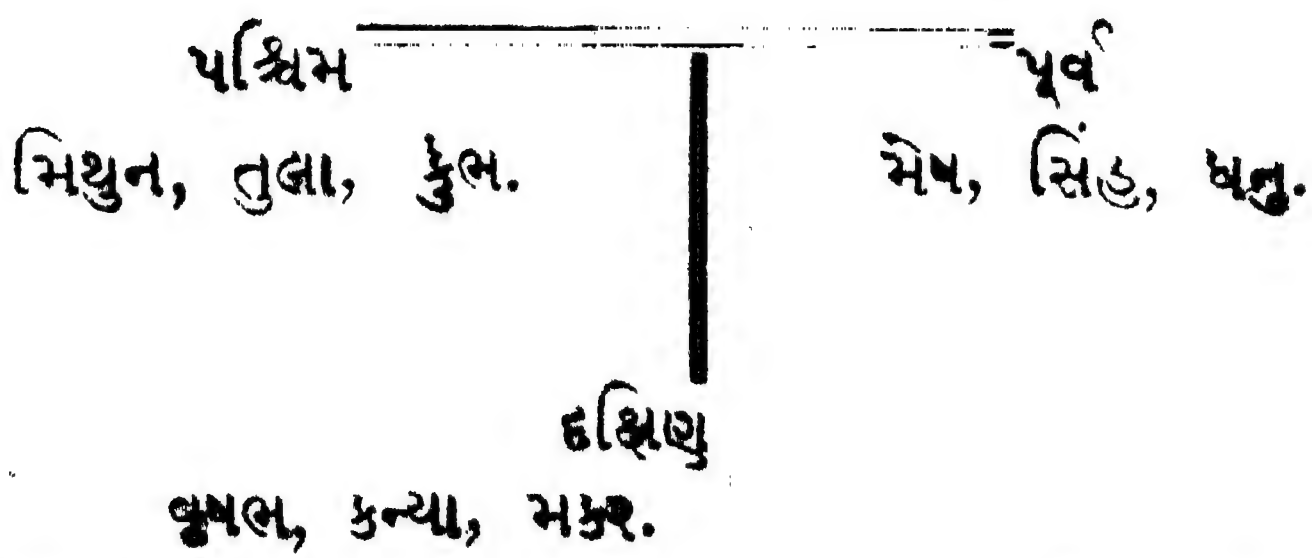 પશ્ચિમ પૂર્વ
મિથુન, તુલા, કુંભ. મેષ, સિંહ, ધનુ.
દક્ષિણ
વૃષભ, કન્યા, મકર.